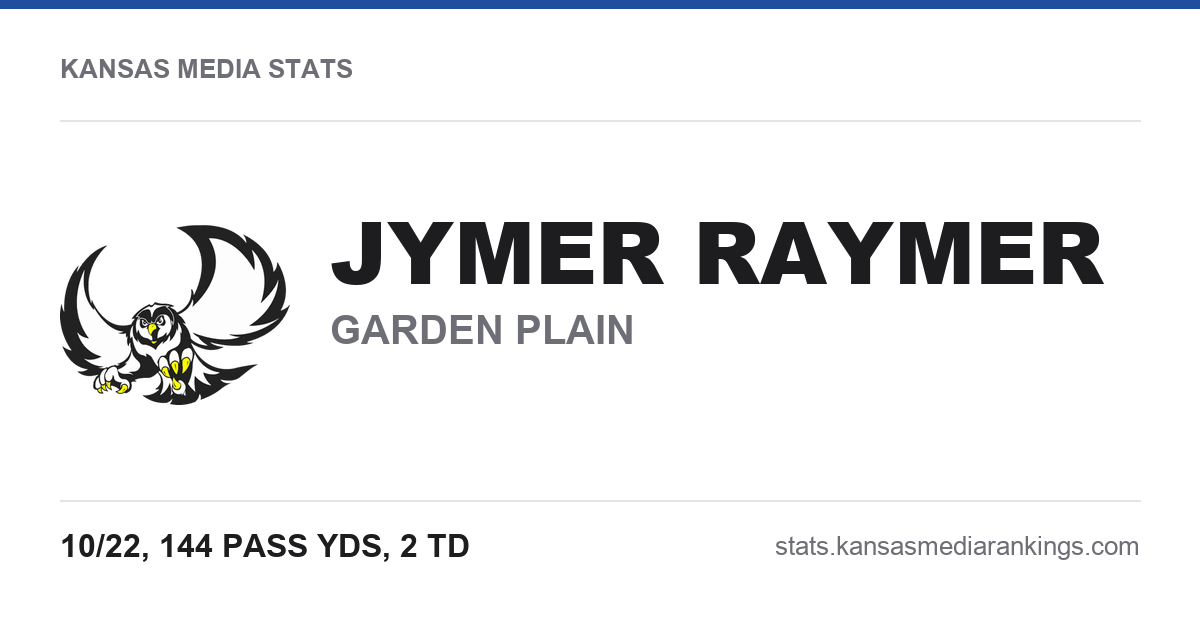 KANSAS MEDIA STATS
JYMER RAYMER
GARDEN PLAIN
10/22, 144 PASS YDS, 2 TD
stats.kansasmediarankings.com